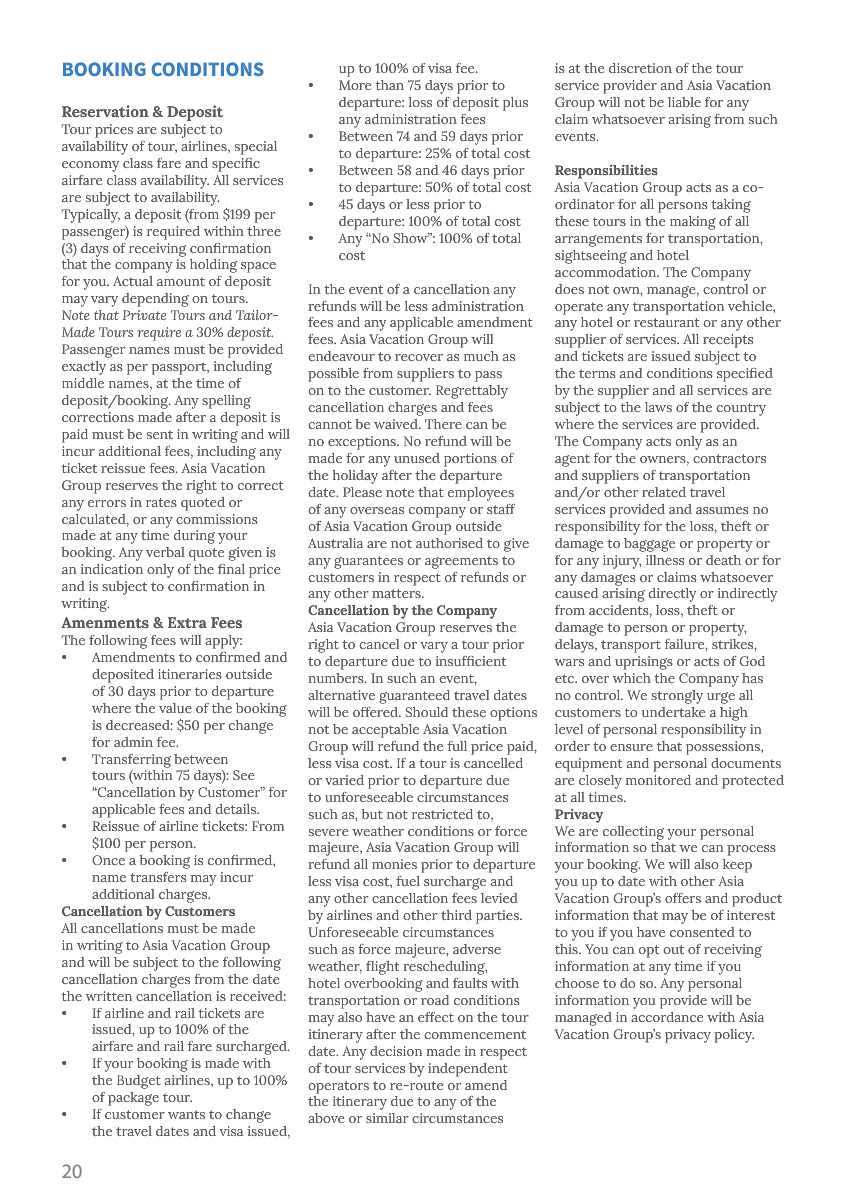 BOOKING CONDITIONS
Reservation & Deposit
Tour prices are subject to
availability of tour, airlines, special
economy class fare and specific
airfare class availability. All services
are subject to availability.
Typically, a deposit (from $199 per
passenger) is required within three
(3) days of receiving confirmation
that the company is holding space
for you. Actual amount of deposit
may vary depending on tours.
Note that Private Tours and Tailor-
Made Tours require a 30% deposit.
Passenger names must be provided
exactly as per passport, including
middle names, at the time of
deposit/booking. Any spelling
corrections made after a deposit is
paid must be sent in writing and will
incur additional fees, including any
ticket reissue fees. Asia Vacation
Group reserves the right to correct
any errors in rates quoted or
calculated, or any commissions
made at any time during your
booking. Any verbal quote given is
an indication only of the final price
and is subject to confirmation in
writing.
Amenments & Extra Fees
The following fees will apply:
• Amendments to confirmed and
deposited itineraries outside
of 30 days prior to departure
where the value of the booking
is decreased: $50 per change
for admin fee.
• Transferring between
tours (within 75 days): See
“Cancellation by Customer” for
applicable fees and details.
• Reissue of airline tickets: From
$100 per person.
• Once a booking is confirmed,
name transfers may incur
additional charges.
Cancellation by Customers
All cancellations must be made
in writing to Asia Vacation Group
and will be subject to the following
cancellation charges from the date
the written cancellation is received:
• If airline and rail tickets are
issued, up to 100% of the
airfare and rail fare surcharged.
• If your booking is made with
the Budget airlines, up to 100%
of package tour.
• If customer wants to change
the travel dates and visa issued,
up to 100% of visa fee.
• More than 75 days prior to
departure: loss of deposit plus
any administration fees
• Between 74 and 59 days prior
to departure: 25% of total cost
• Between 58 and 46 days prior
to departure: 50% of total cost
• 45 days or less prior to
departure: 100% of total cost
• Any “No Show”: 100% of total
cost
In the event of a cancellation any
refunds will be less administration
fees and any applicable amendment
fees. Asia Vacation Group will
endeavour to recover as much as
possible from suppliers to pass
on to the customer. Regrettably
cancellation charges and fees
cannot be waived. There can be
no exceptions. No refund will be
made for any unused portions of
the holiday after the departure
date. Please note that employees
of any overseas company or staff
of Asia Vacation Group outside
Australia are not authorised to give
any guarantees or agreements to
customers in respect of refunds or
any other matters.
Cancellation by the Company
Asia Vacation Group reserves the
right to cancel or vary a tour prior
to departure due to insufficient
numbers. In such an event,
alternative guaranteed travel dates
will be offered. Should these options
not be acceptable Asia Vacation
Group will refund the full price paid,
less visa cost. If a tour is cancelled
or varied prior to departure due
to unforeseeable circumstances
such as, but not restricted to,
severe weather conditions or force
majeure, Asia Vacation Group will
refund all monies prior to departure
less visa cost, fuel surcharge and
any other cancellation fees levied
by airlines and other third parties.
Unforeseeable circumstances
such as force majeure, adverse
weather, flight rescheduling,
hotel overbooking and faults with
transportation or road conditions
may also have an effect on the tour
itinerary after the commencement
date. Any decision made in respect
of tour services by independent
operators to re-route or amend
the itinerary due to any of the
above or similar circumstances
is at the discretion of the tour
service provider and Asia Vacation
Group will not be liable for any
claim whatsoever arising from such
events.
Responsibilities
Asia Vacation Group acts as a co-
ordinator for all persons taking
these tours in the making of all
arrangements for transportation,
sightseeing and hotel
accommodation. The Company
does not own, manage, control or
operate any transportation vehicle,
any hotel or restaurant or any other
supplier of services. All receipts
and tickets are issued subject to
the terms and conditions specified
by the supplier and all services are
subject to the laws of the country
where the services are provided.
The Company acts only as an
agent for the owners, contractors
and suppliers of transportation
and/or other related travel
services provided and assumes no
responsibility for the loss, theft or
damage to baggage or property or
for any injury, illness or death or for
any damages or claims whatsoever
caused arising directly or indirectly
from accidents, loss, theft or
damage to person or property,
delays, transport failure, strikes,
wars and uprisings or acts of God
etc. over which the Company has
no control. We strongly urge all
customers to undertake a high
level of personal responsibility in
order to ensure that possessions,
equipment and personal documents
are closely monitored and protected
at all times.
Privacy
We are collecting your personal
information so that we can process
your booking. We will also keep
you up to date with other Asia
Vacation Group’s offers and product
information that may be of interest
to you if you have consented to
this. You can opt out of receiving
information at any time if you
choose to do so. Any personal
information you provide will be
managed in accordance with Asia
Vacation Group’s privacy policy.
20